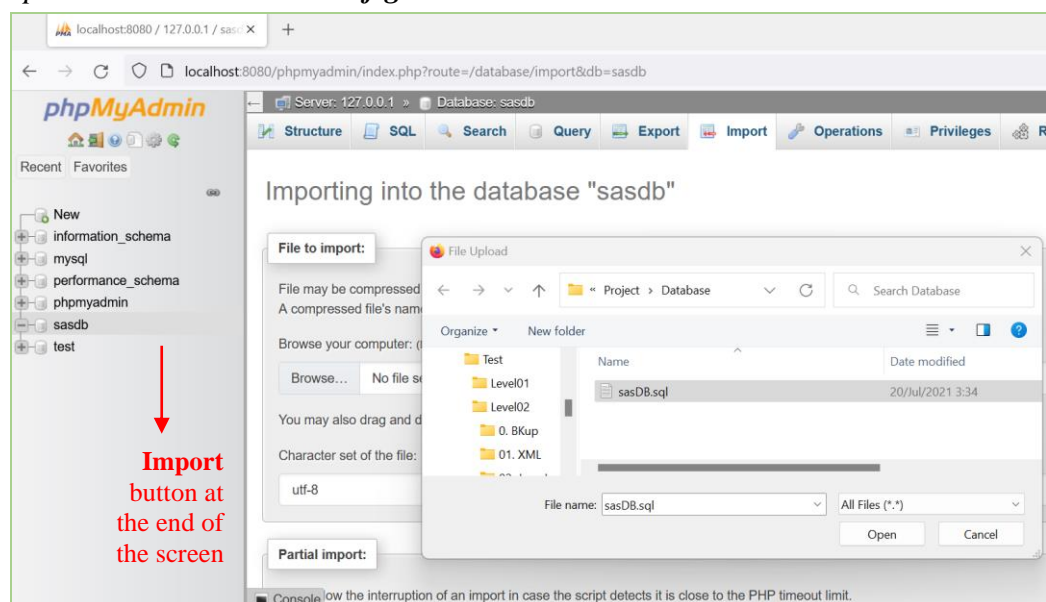 localhost:8080 / 127.0.0.1 / sasd
localhost:8080/phpmyadmin/index.php?route=/database/import&db=sasdb
phpMyAdmin
Recent Favorites
New
information_schema
mysql
performance_schema
phpmyadmin
sasdb
test
Import
button at
the end of
the screen
Server: 127.0.0.1 » Database: sasdb
Structure SQL Search Query Export Import Operations Privileges R
Importing into the database "sasdb"
File to import:
File may be compressed
A compressed file's name
Browse your computer:
Browse... No file se
You may also drag and d
Character set of the file:
utf-8
Partial import:
Console ow the interruption of an import in case the script detects it is close to the PHP timeout limit.
File Upload
« Project › Database
Search Database
Organize New folder
Test
Level01
Level02
0. BKup
01. XML
Name Date modified
sasDB.sql 20/Jul/2021 3:34
File name: sasDB.sql All Files (*.*)
Open Cancel